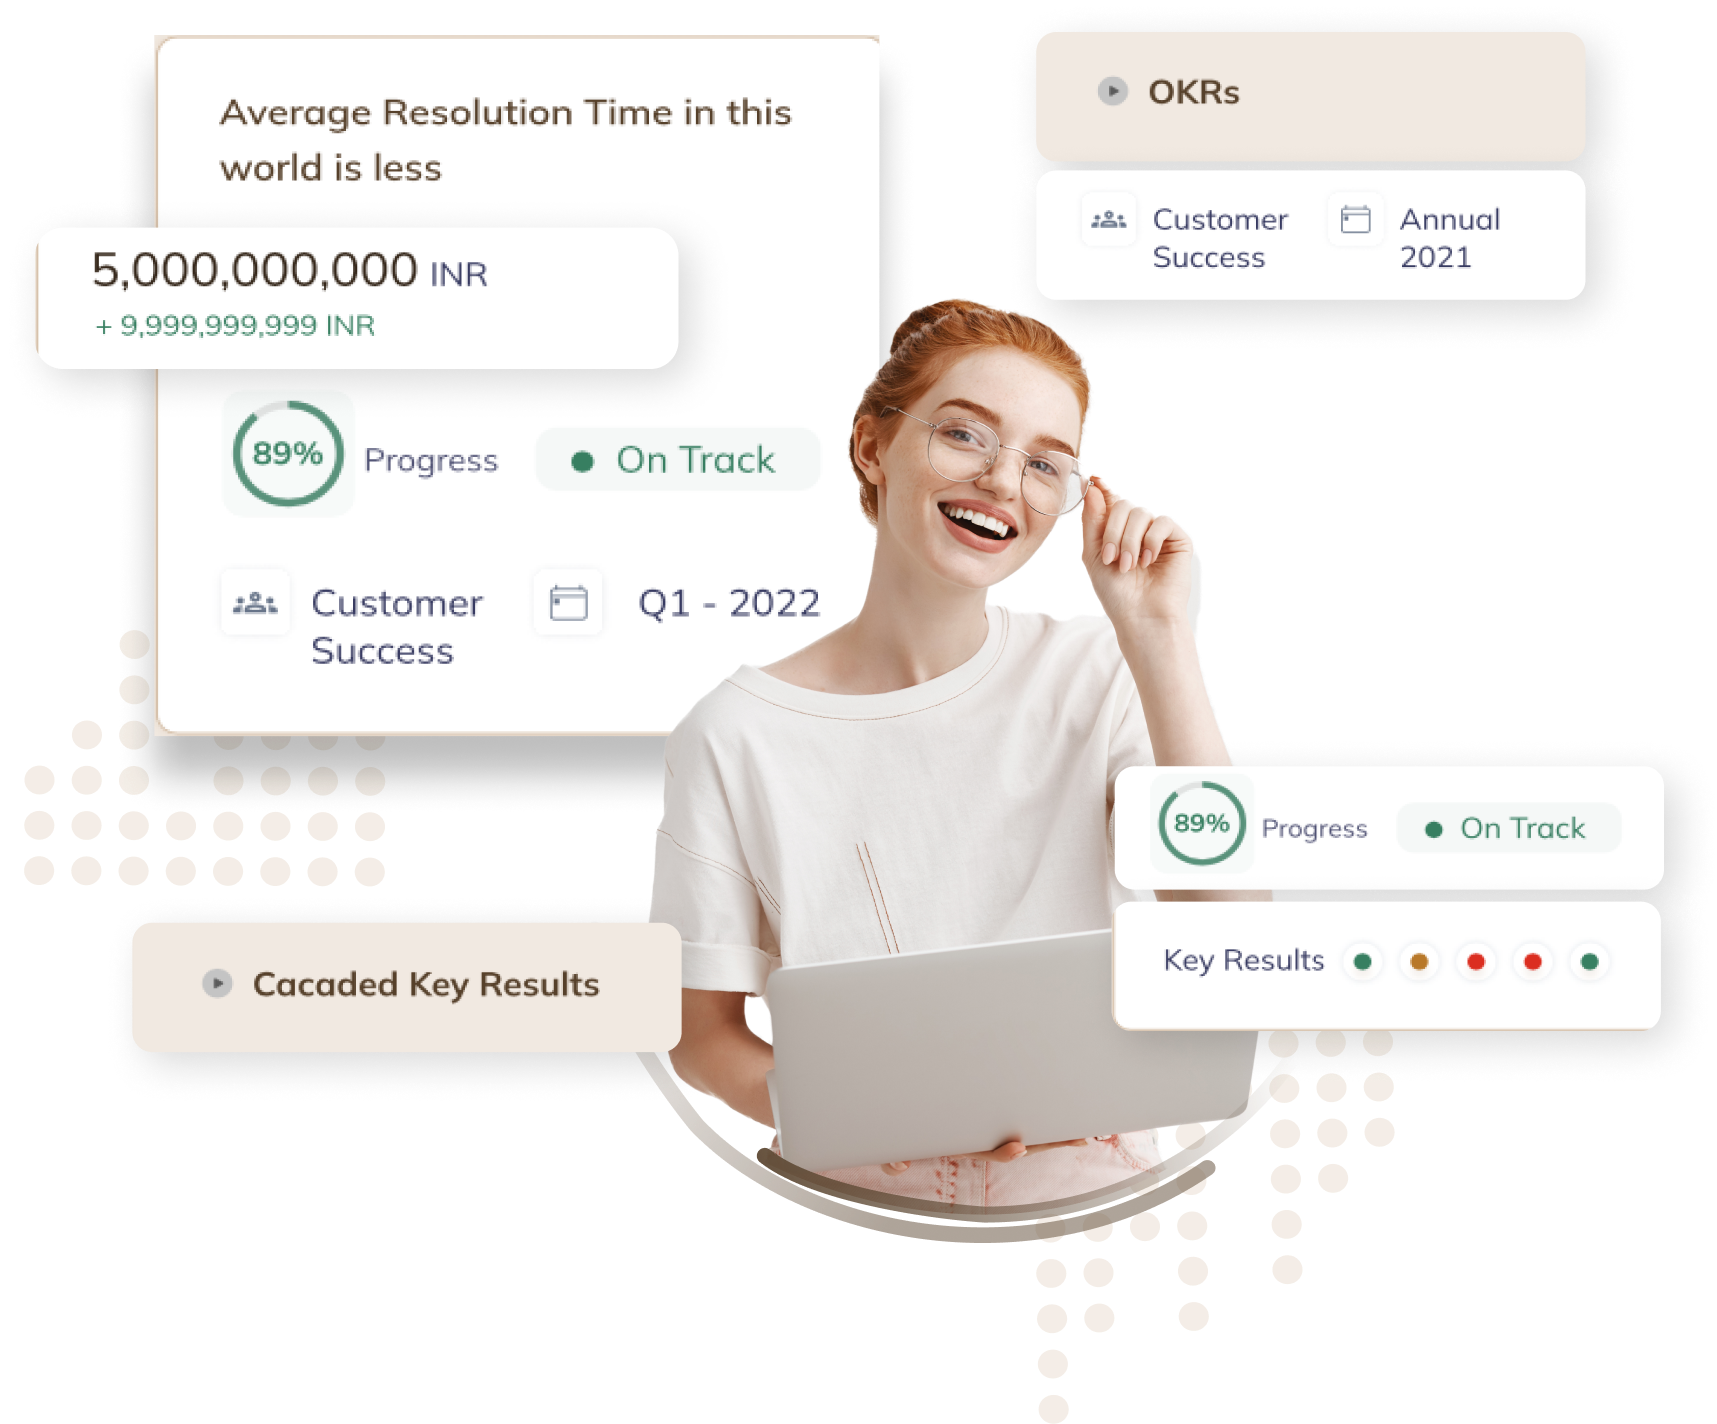 Average Resolution Time in this
world is less
5,000,000,000 INR
+ 9,999,999,999 INR
89% Progress On Track
Customer
Success
Q1 - 2022
OKRs
Customer
Success
Annual
2021
89% Progress On Track
Key Results
Cacaded Key Results